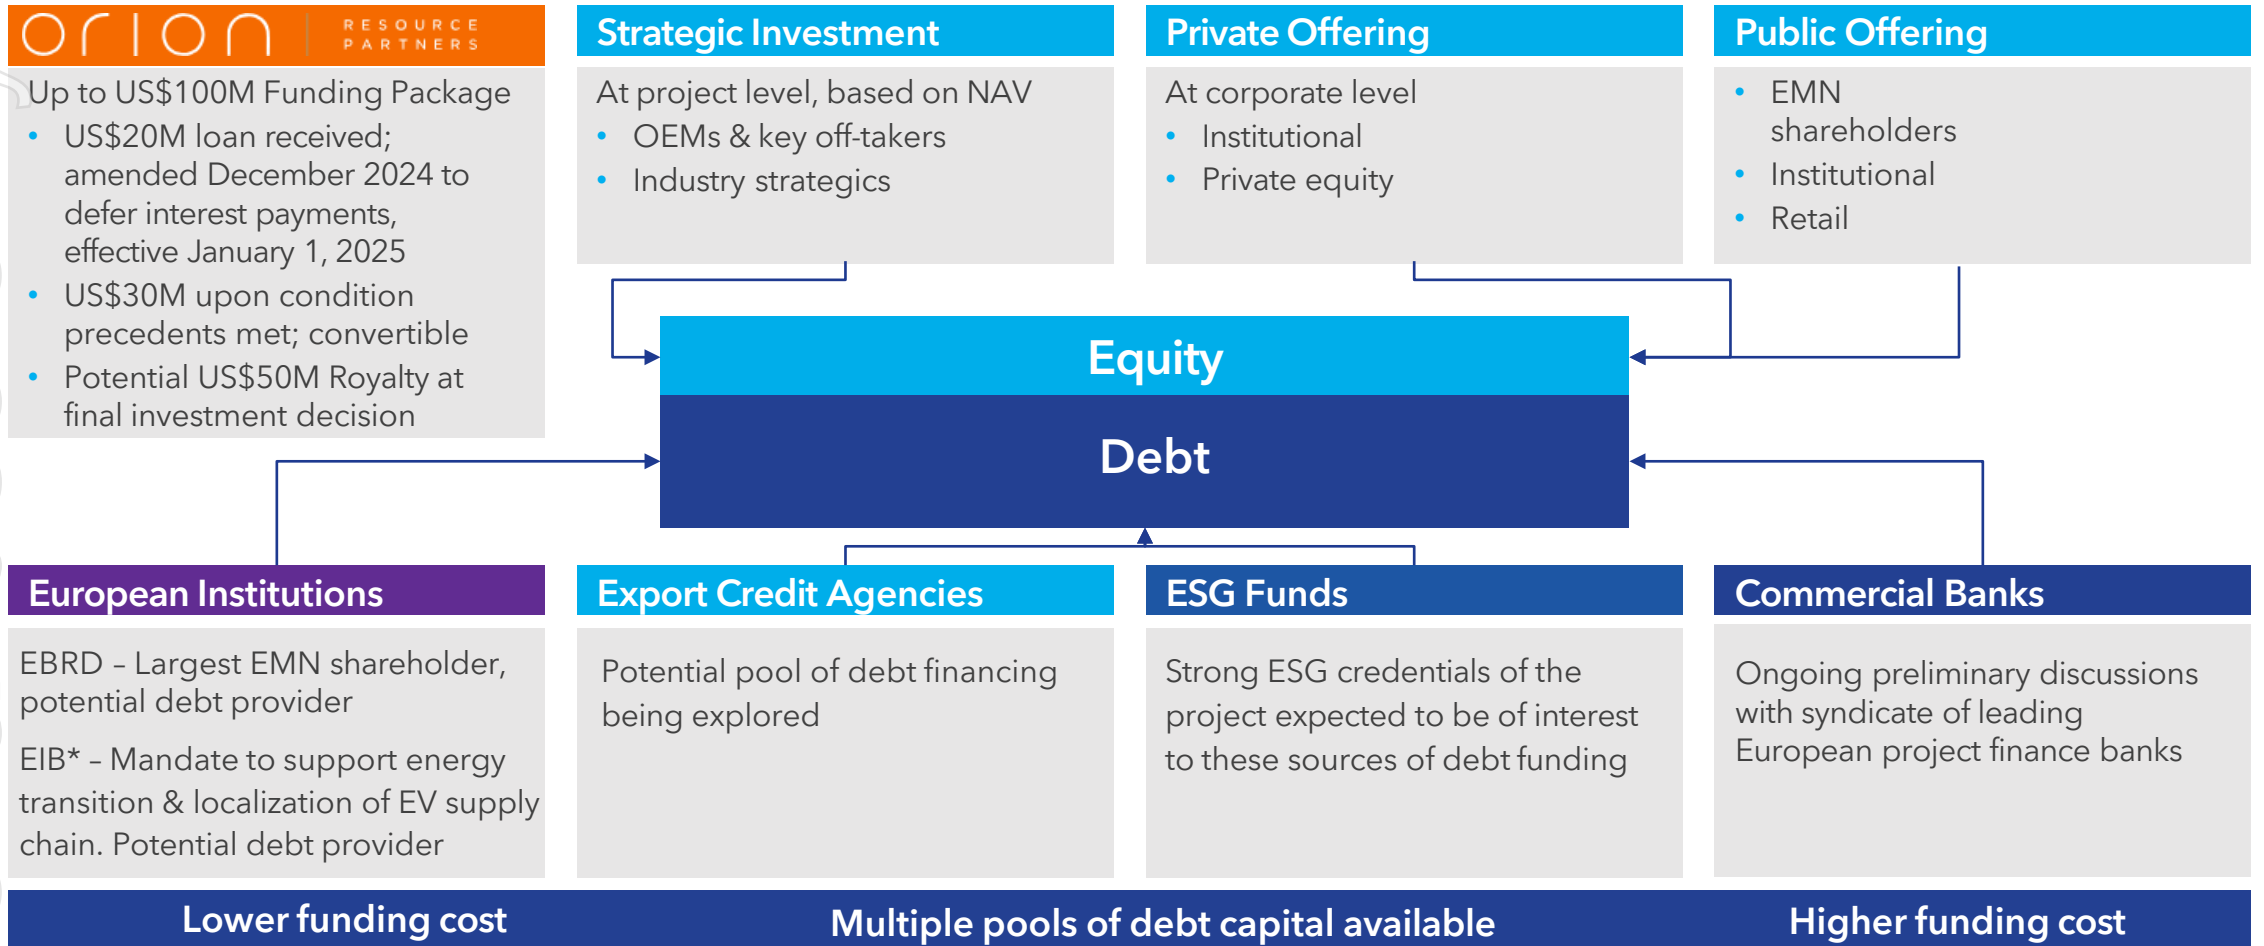 orion RESOURCE
PARTNERS
Up to US$100M Funding Package
• US$20M loan received;
amended December 2024 to
defer interest payments,
effective January 1, 2025
• US$30M upon condition
precedents met; convertible
• Potential US$50M Royalty at
final investment decision
Strategic Investment
At project level, based on NAV
• OEMs & key off-takers
• Industry strategics
Private Offering
At corporate level
• Institutional
• Private equity
Public Offering
• EMN
shareholders
• Institutional
• Retail
Equity
Debt
European Institutions
EBRD – Largest EMN shareholder,
potential debt provider
EIB* – Mandate to support energy
transition & localization of EV supply
chain. Potential debt provider
Export Credit Agencies
Potential pool of debt financing
being explored
ESG Funds
Strong ESG credentials of the
project expected to be of interest
to these sources of debt funding
Commercial Banks
Ongoing preliminary discussions
with syndicate of leading
European project finance banks
Lower funding cost
Multiple pools of debt capital available
Higher funding cost